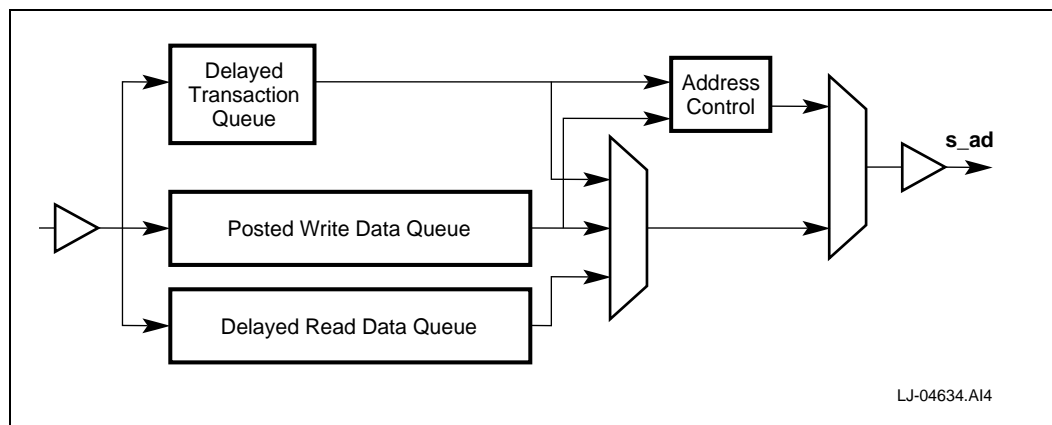 Delayed
Transaction
Queue
Address
Control
s_ad
Posted Write Data Queue
Delayed Read Data Queue
LJ-04634.AI4